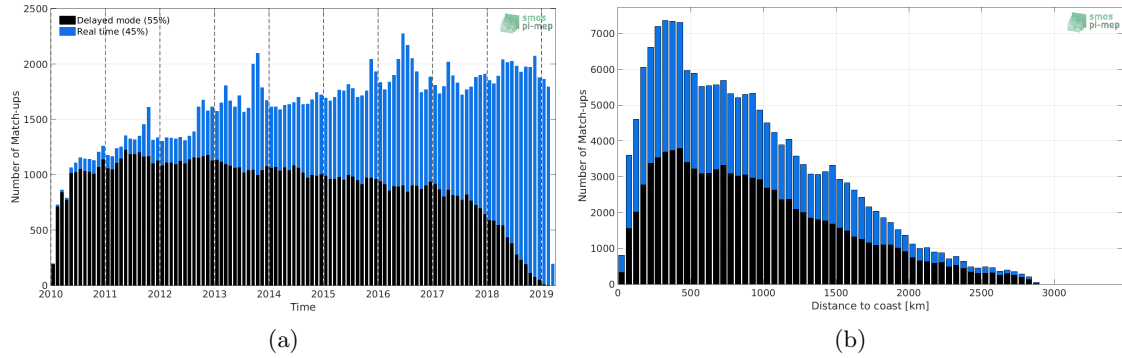 2500
2000
1500
1000
500
0
Number of Match-ups
Delayed mode (55%)
Real time (45%)
smos
pi-mep
2010 2011 2012 2013 2014 2015 2016 2017 2018 2019
Time
(a)
7000
6000
5000
4000
3000
2000
1000
0
Number of Match-ups
smos
pi-mep
0 500 1000 1500 2000 2500 3000
Distance to coast [km]
(b)